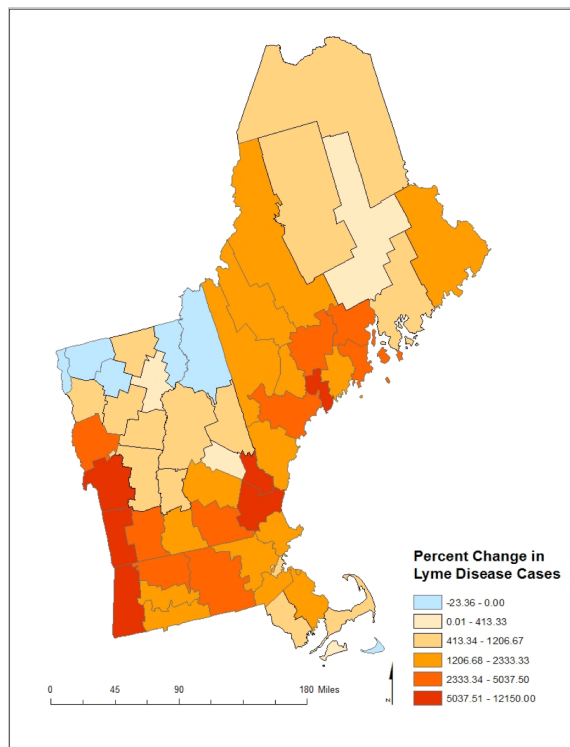 Percent Change in
Lyme Disease Cases
-23.36 - 0.00
0.01 - 413.33
413.34 - 1206.67
1206.68 - 2333.33
2333.34 - 5037.50
5037.51 - 12150.00
0 45 90 180 Miles
N